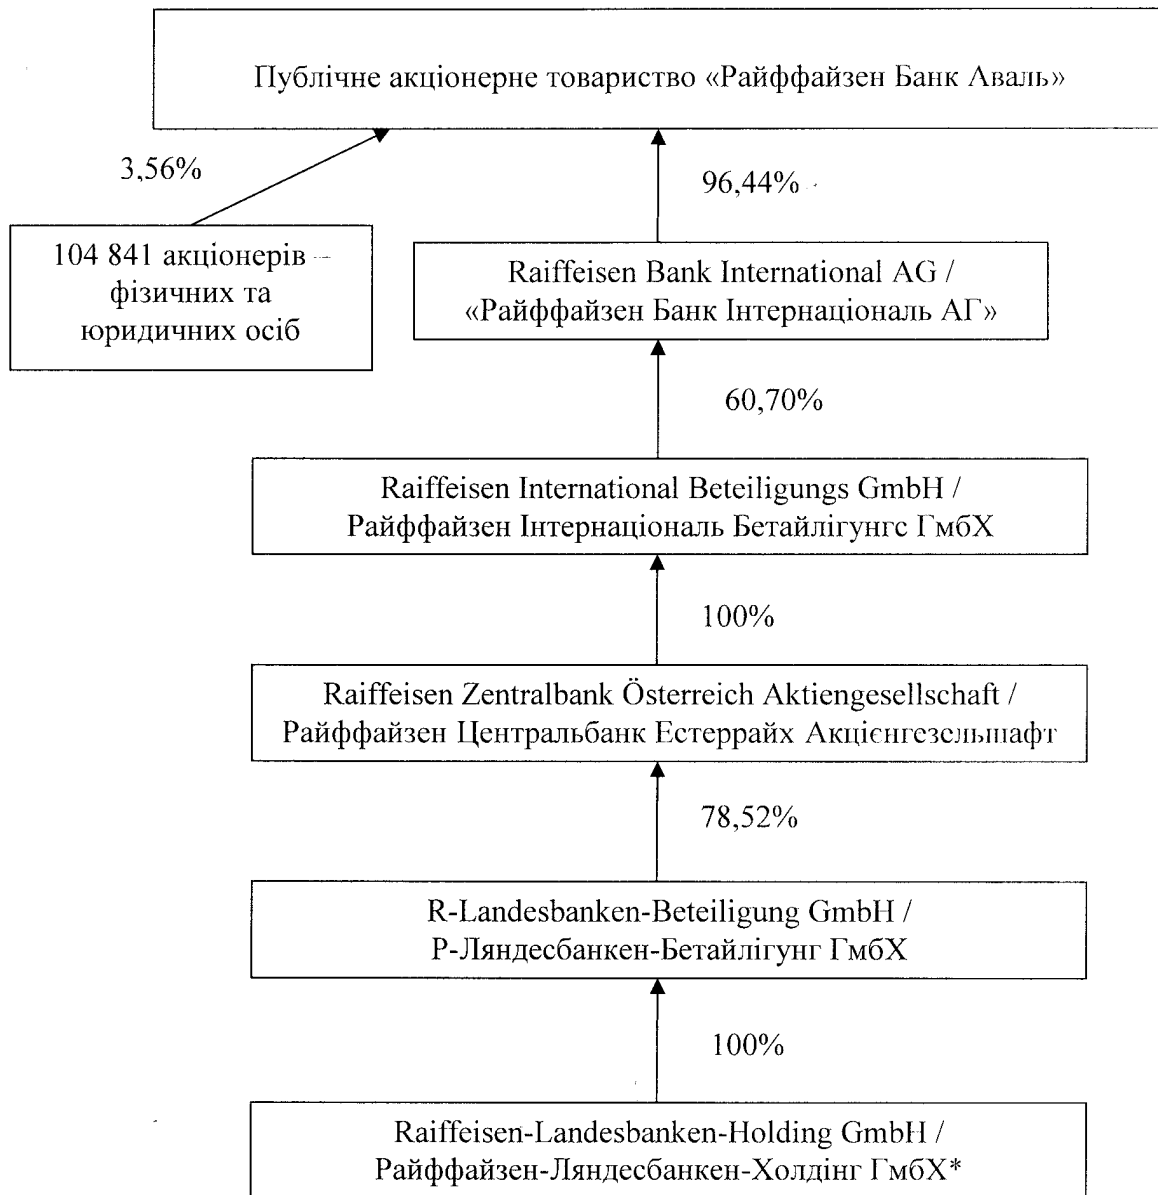 Публічне акціонерне товариство «Райффайзен Банк Аваль»
3,56%
96,44%
104 841 акціонерів –
фізичних та
юридичних осіб
Raiffeisen Bank International AG /
«Райффайзен Банк Інтернаціональ АГ»
60,70%
Raiffeisen International Beteiligungs GmbH /
Райффайзен Інтернаціональ Бетайлігунгс ГмбХ
100%
Raiffeisen Zentralbank Österreich Aktiengesellschaft /
Райффайзен Центральбанк Естеррайх Акцієнгезельшафт
78,52%
R-Landesbanken-Beteiligung GmbH /
Р-Ляндесбанкен-Бетайлігунг ГмбХ
100%
Raiffeisen-Landesbanken-Holding GmbH /
Райффайзен-Ляндесбанкен-Холдінг ГмбХ*